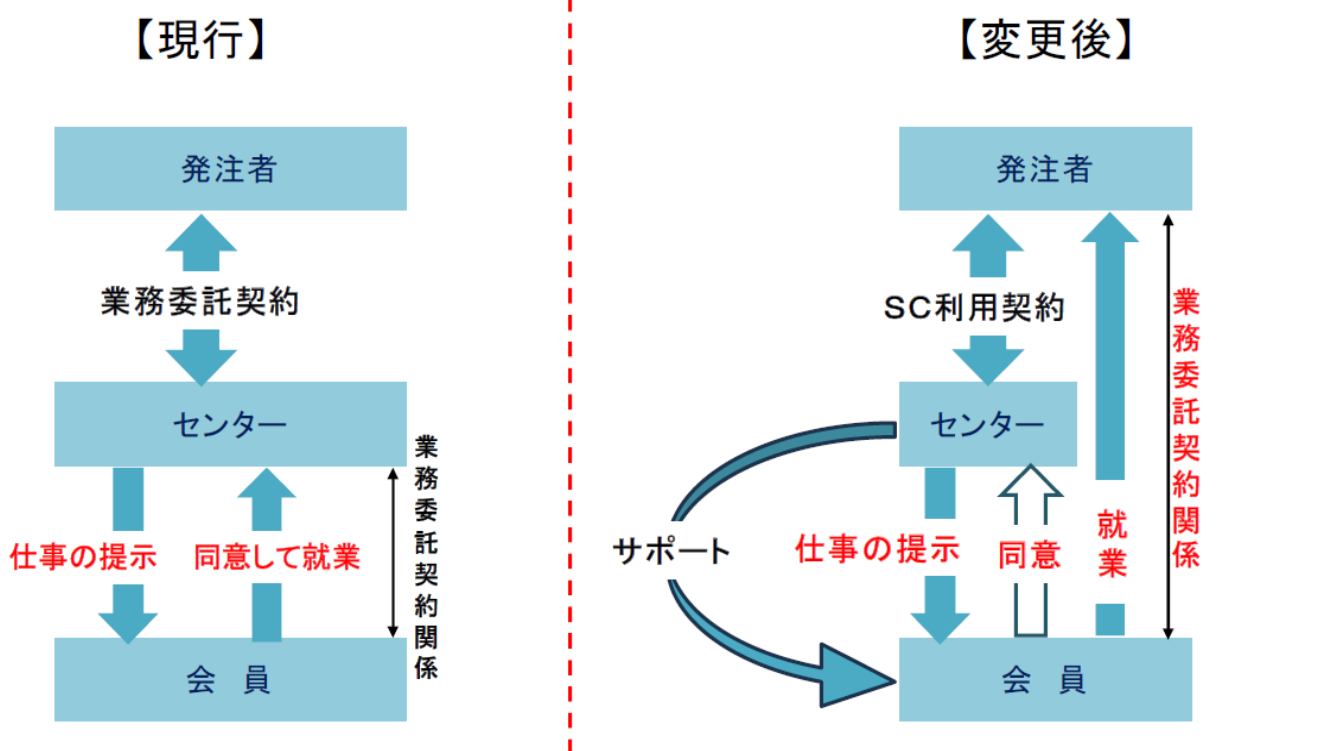 【現行】
発注者
業務委託契約
センター
仕事の提示
同意して就業
業務委託契約関係
会　員
【変更後】
発注者
SC利用契約
センター
サポート
仕事の提示
同意
就業
業務委託契約関係
会　員